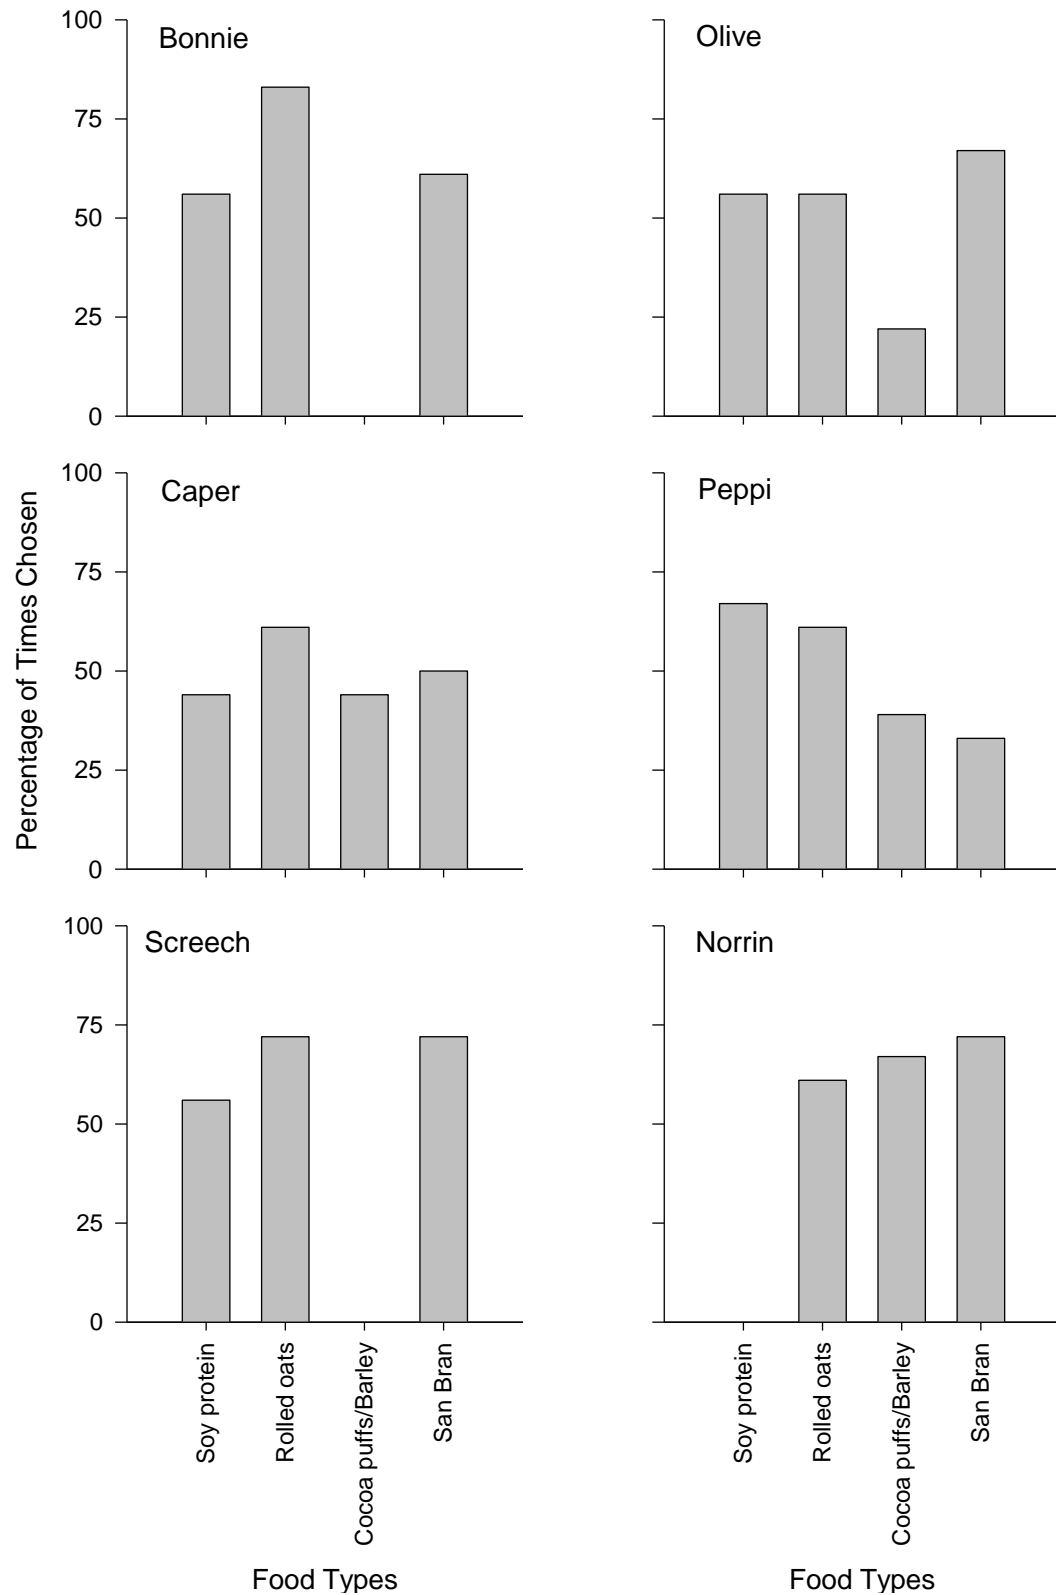 Bonnie
Olive
100
75
50
25
0
Caper
Peppi
100
75
50
25
0
Percentage of Times Chosen
Screech
Norrin
100
75
50
25
0
Soy protein
Rolled oats
Cocoa puffs/Barley
San Bran
Soy protein
Rolled oats
Cocoa puffs/Barley
San Bran
Food Types
Food Types